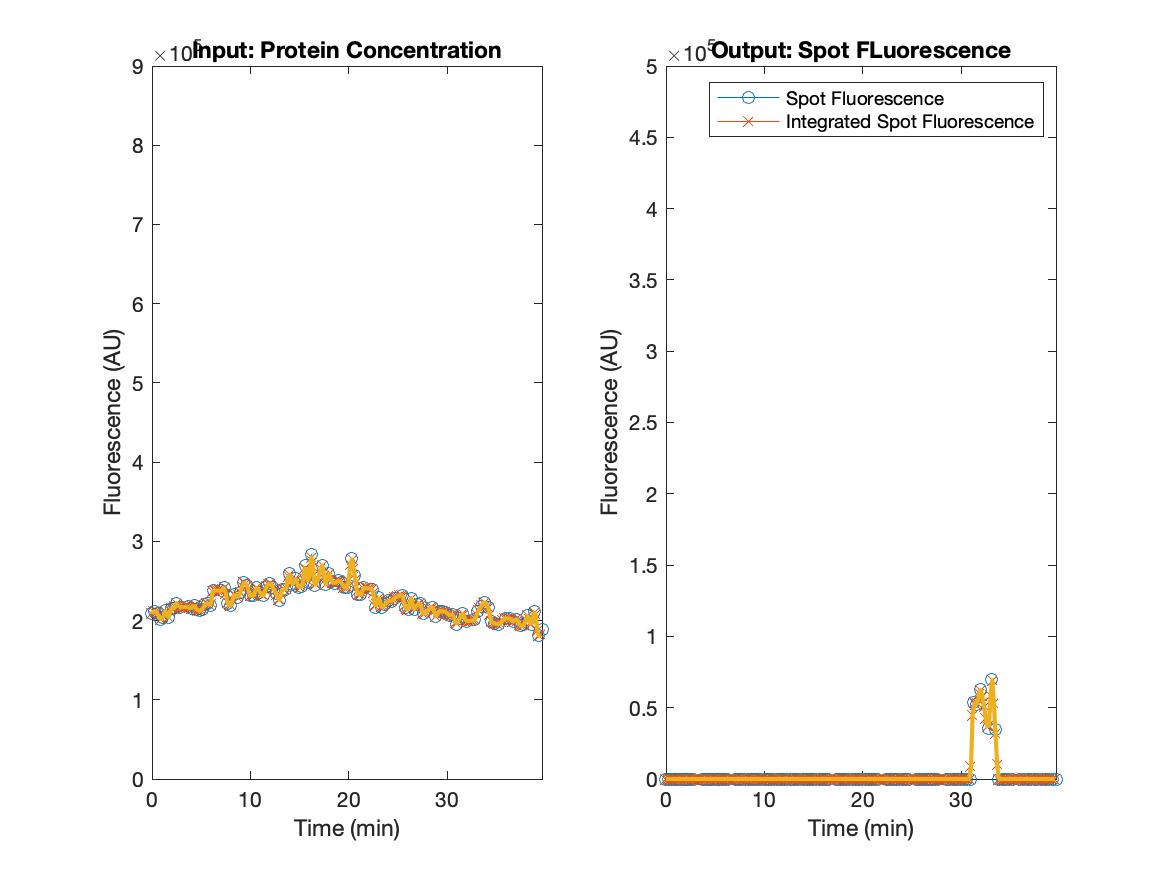 ×10⁵
Input: Protein Concentration
9
8
7
6
5
4
3
2
1
0
Fluorescence (AU)
0 10 20 30
Time (min)
×10⁵
Output: Spot FLuorescence
Spot Fluorescence
Integrated Spot Fluorescence
5
4.5
4
3.5
3
2.5
2
1.5
1
0.5
0
Fluorescence (AU)
0 10 20 30
Time (min)